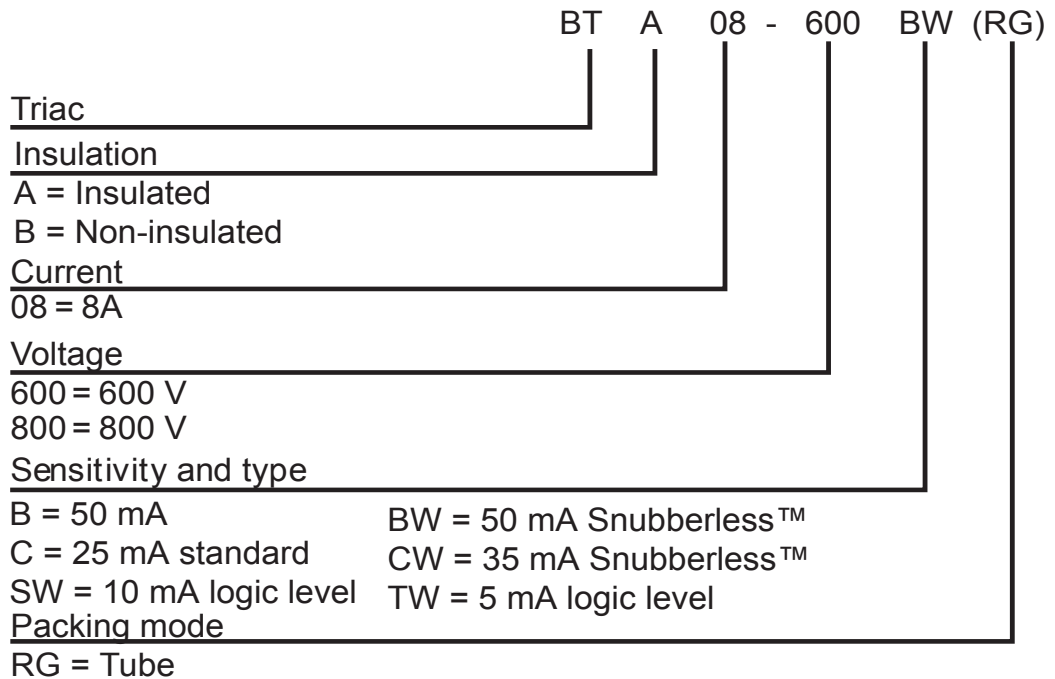 BT A 08 - 600 BW (RG)
Triac
Insulation
A = Insulated
B = Non-insulated
Current
08 = 8A
Voltage
600 = 600 V
800 = 800 V
Sensitivity and type
B = 50 mA BW = 50 mA Snubberless™
C = 25 mA standard CW = 35 mA Snubberless™
SW = 10 mA logic level TW = 5 mA logic level
Packing mode
RG = Tube